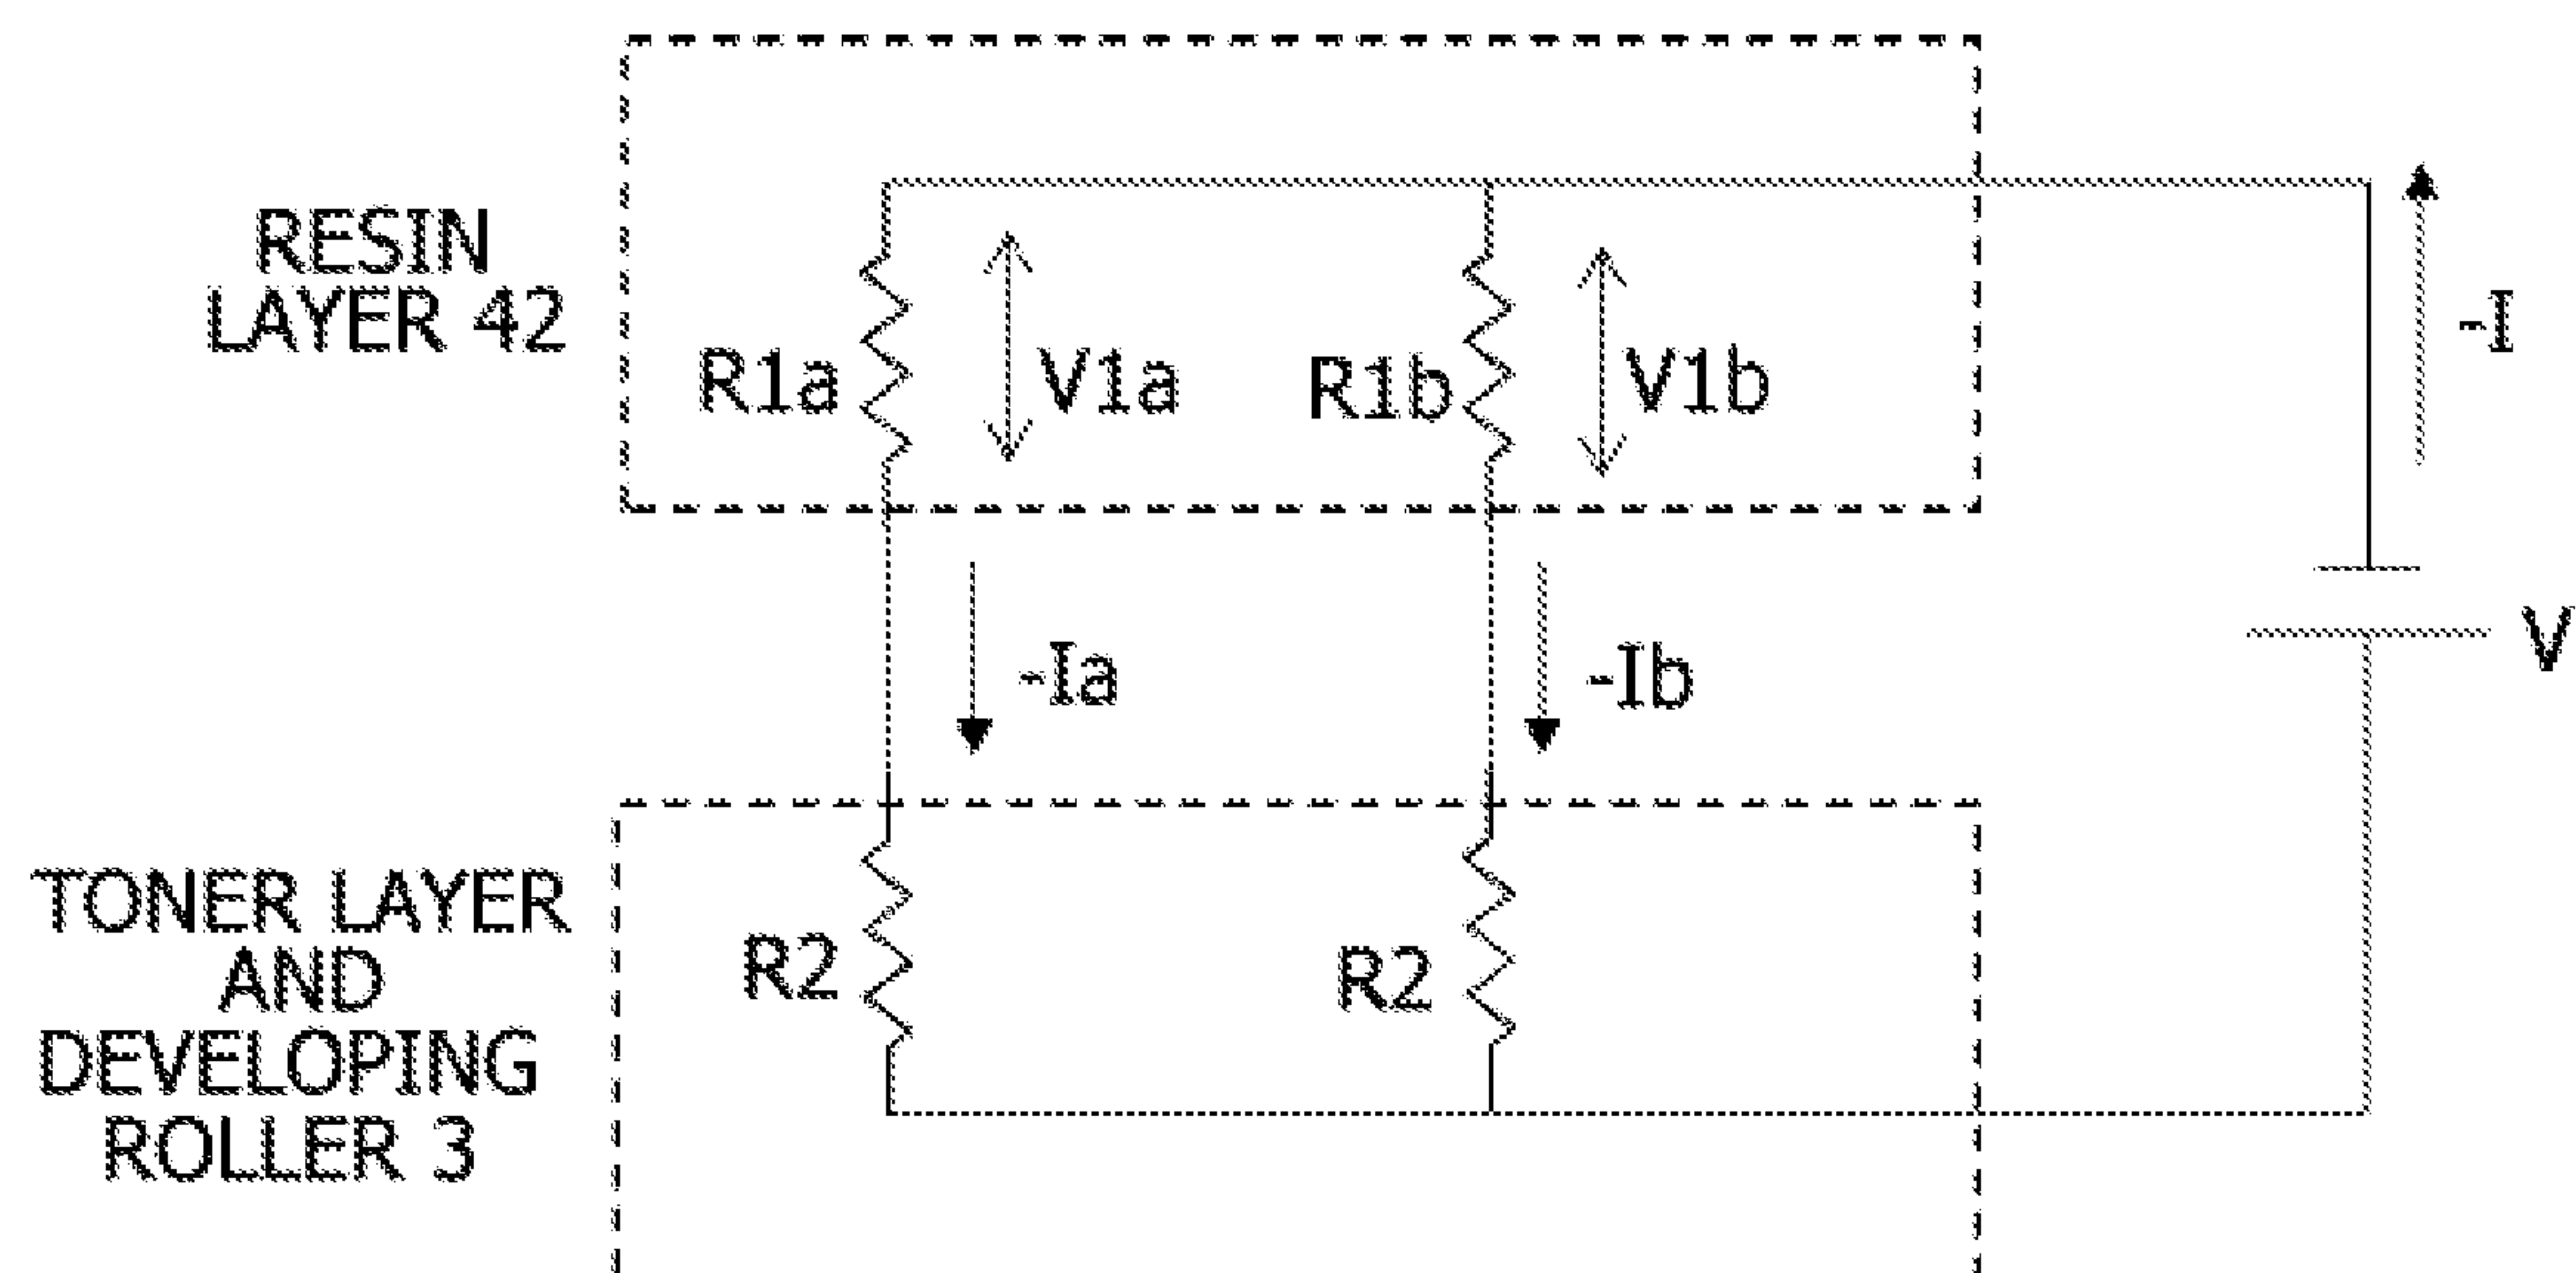 RESIN
LAYER 42
R1a
V1a
R1b
V1b
-I
-Ia
-Ib
V
TONER LAYER
AND
DEVELOPING
ROLLER 3
R2
R2